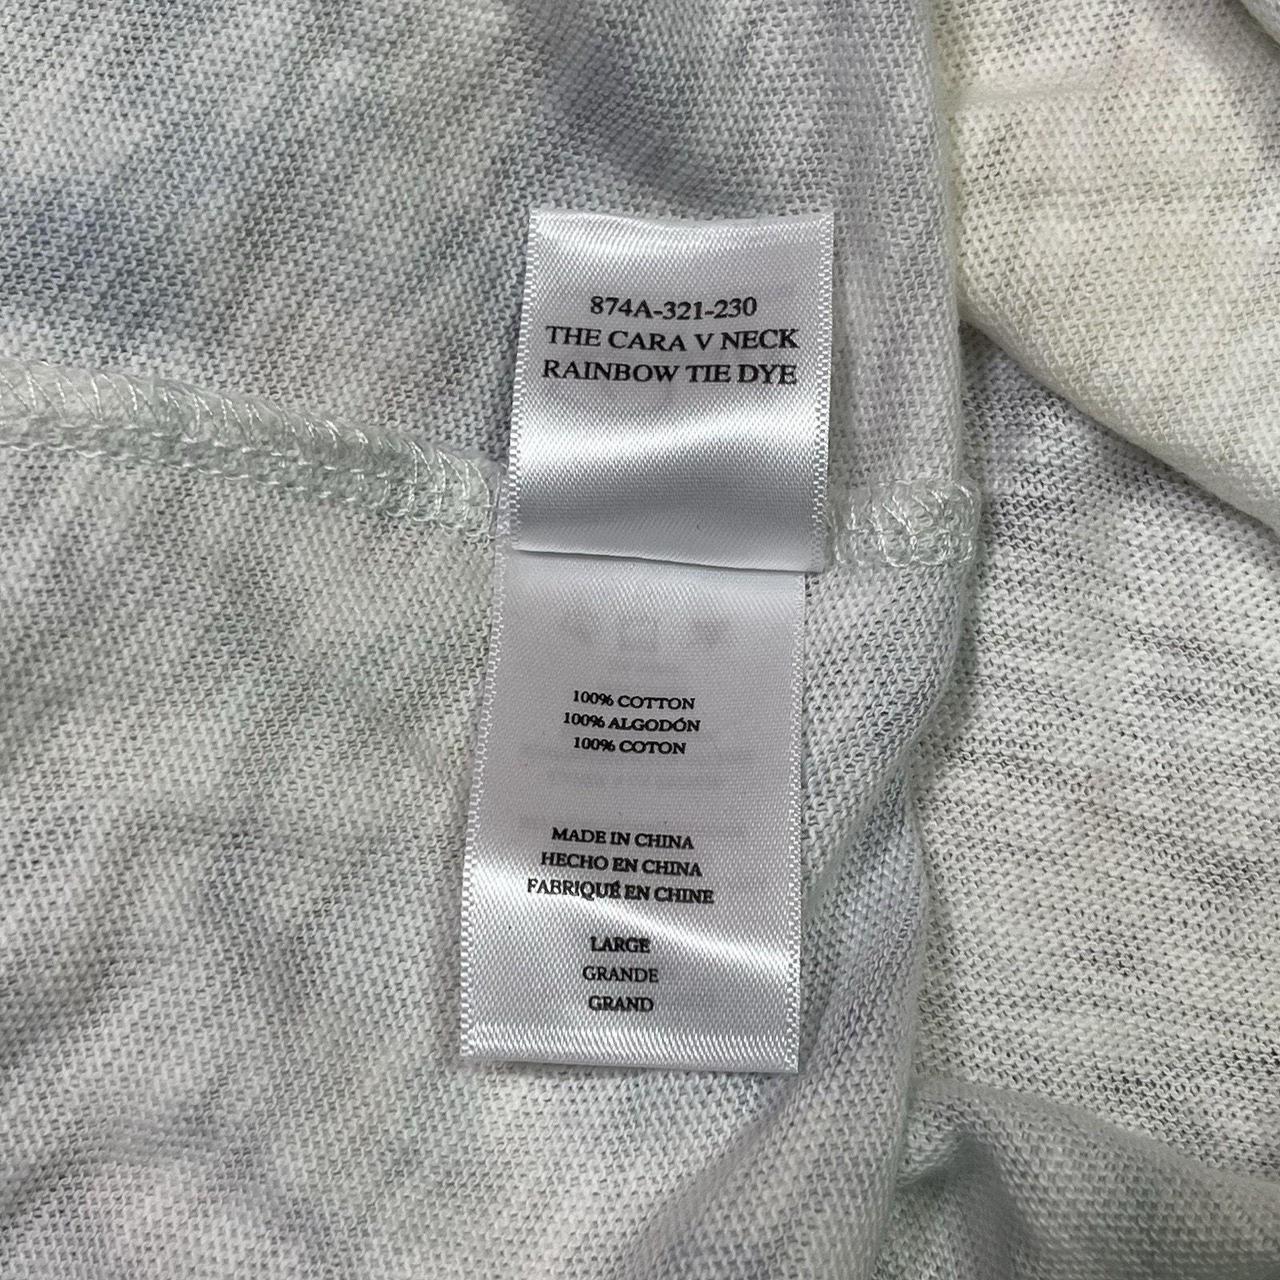 874A-321-230
THE CARA V NECK
RAINBOW TIE DYE
100% COTTON
100% ALGODÓN
100% COTON
MADE IN CHINA
HECHO EN CHINA
FABRIQUÉ EN CHINE
LARGE
GRANDE
GRAND